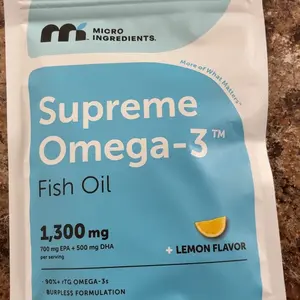 MICRO
INGREDIENTS.
More of What Matters™
Supreme
Omega-3™
Fish Oil
1,300 mg
700 mg EPA + 500 mg DHA
per serving
+ LEMON FLAVOR
90%+ rTG OMEGA-3s
BURPLESS FORMULATION